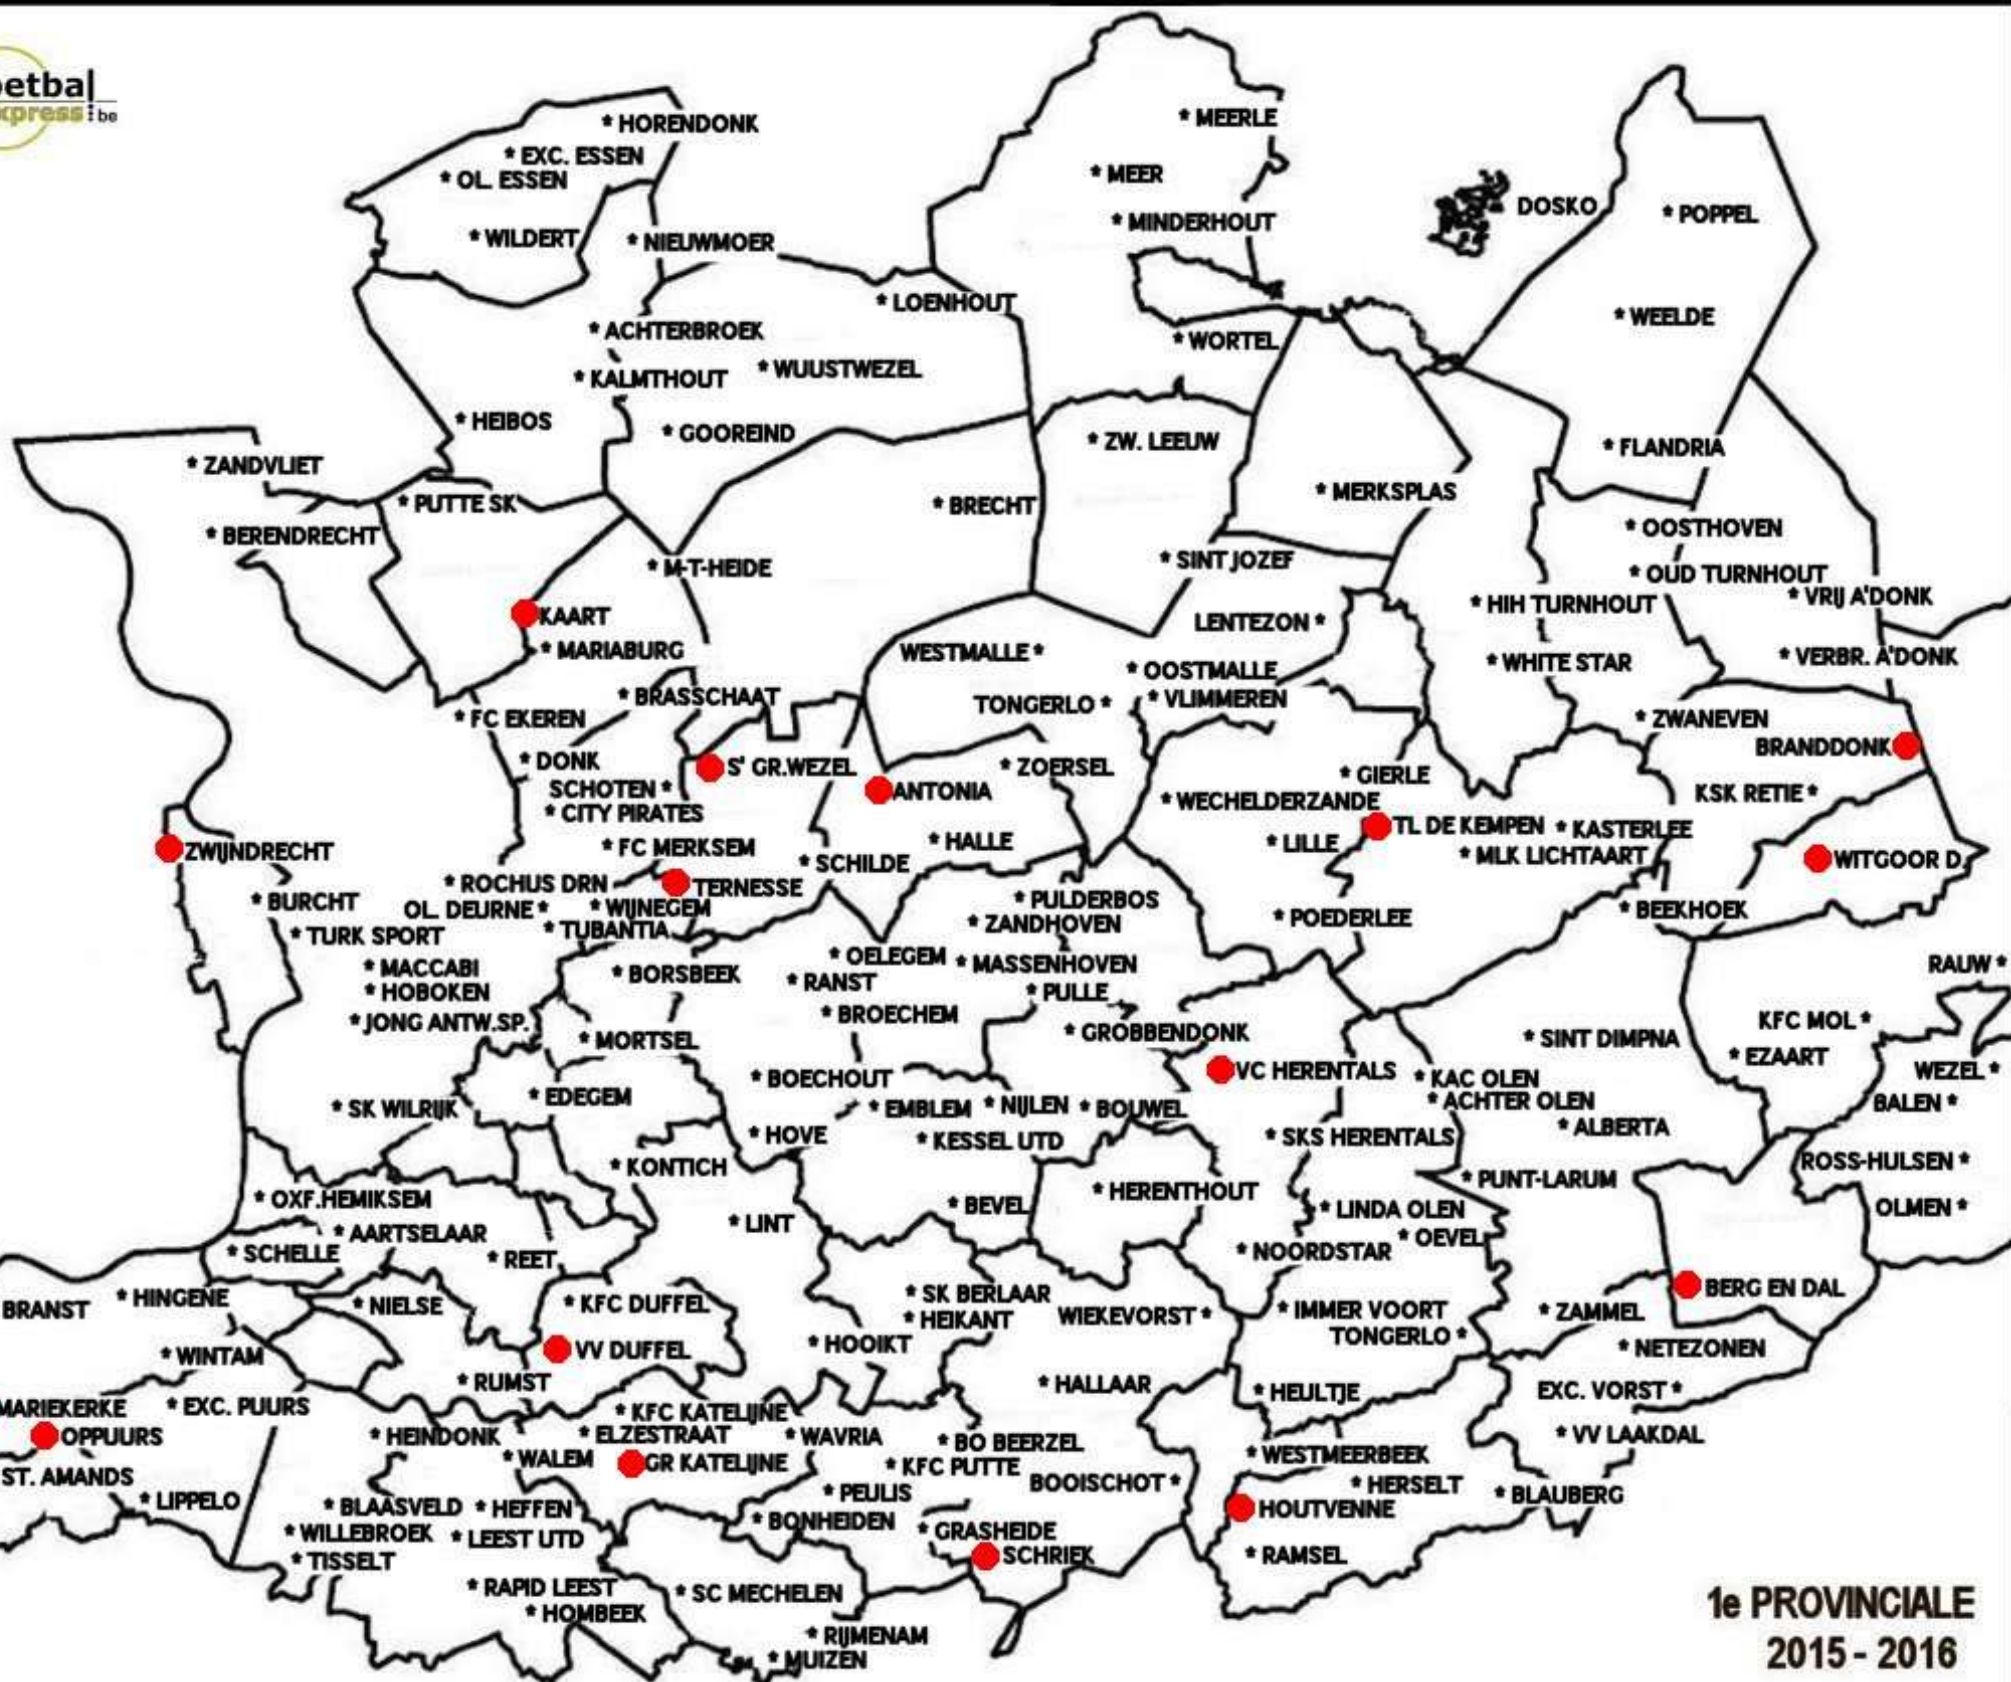 etbal
xpress:be
* HORENDONK
* EXC. ESSEN
* OL. ESSEN
* WILDERT
* NIEUWMOER
* MEERLE
* MEER
* MINDERHOUT
DOSKO
* POPPEL
* LOENHOUT
* WEELDE
* ACHTERBROEK
* WORTEL
* KALMTHOUT
* WUUSTWEZEL
* HEIBOS
* GOOREIND
* ZW. LEEUW
* FLANDRIA
* ZANDVLIET
* PUTTE SK
* BRECHT
* MERKSPLAS
* BERENDRECHT
* OOSTHOVEN
* M-T-HEIDE
* SINT JOZEF
* OUD TURNHOUT
* VRIJ A'DONK
KAART
LENTEZON *
* HIH TURNHOUT
* MARIABURG
WESTMALLE *
* OOSTMALLE
* WHITE STAR
* VERBR. A'DONK
* BRASSCHAAT
TONGERLO *
* VLIMMEREN
* FC EKEREN
* ZWANEVEN
BRANDDONK
* DONK
S' GR.WEZEL
* ZOERSEL
* GIERLE
SCHOTEN *
ANTONIA
* WECHELDERZANDE
KSK RETIE *
* CITY PIRATES
TL DE KEMPEN
* KASTERLEE
ZWIJNDRECHT
* FC MERKSEM
* SCHILDE
* HALLE
* LILLE
* MLK LICHTAART
WITGOOR D.
* ROCHUS DRN
TERNESSE
* BURCHT
OL. DEURNE *
* WIJNEGEM
* PULDERBOS
* POEDERLEE
* BEEKHOEK
* TURK SPORT
* TUBANTIA
* ZANDHOVEN
* MACCABI
* BORSBEEK
* OELEGEM
* MASSENHOVEN
RAUW *
* HOBOKEN
* RANST
* PULLE
* JONG ANTW.SP.
* MORTSEL
* BROECHEM
* GROBBENDONK
* SINT DIMPNA
KFC MOL *
* EZAART
* BOECHOUT
VC HERENTALS
* KAC OLEN
WEZEL *
* SK WILRIJK
* EDEGEM
* EMBLEM
* NIJLEN
* BOUWEL
* ACHTER OLEN
BALEN *
* HOVE
* KESSEL UTD
* SKS HERENTALS
* ALBERTA
* KONTICH
ROSS-HULSEN *
* OXF.HEMIKSEM
* BEVEL
* HERENTHOUT
* PUNT-LARUM
OLMEN *
* AARTSELAAR
* LINT
* LINDA OLEN
* SCHELLE
* REET
* NOORDSTAR
* OEVEL
BRANST
* HINGENE
* NIELSE
* KFC DUFFEL
* SK BERLAAR
* HEIKANT
WIEKEVORST *
* IMMER VOORT
* ZAMMEL
BERG EN DAL
* WINTAM
VV DUFFEL
* HOOIKT
TONGERLO *
* NETEZONEN
* RUMST
* HALLAAR
* HEULTJE
EXC. VORST *
MARIEKERKE
* EXC. PUURS
* KFC KATELIJNE
OPPUURS
* HEINDONK
* ELZESTRAAT
* WAVRIA
* BO BEERZEL
* VV LAAKDAL
ST. AMANDS
* WALEM
GR KATELIJNE
* KFC PUTTE
* WESTMEERBEEK
* LIPPELO
* PEULIS
BOOISCHOT *
* HERSELT
* BLAUBERG
* BLAASVELD
* HEFFEN
* BONHEIDEN
HOUTVENNE
* WILLEBROEK
* LEEST UTD
* GRASHEIDE
* TISSELT
SCHRIEK
* RAMSEL
* RAPID LEEST
* SC MECHELEN
* HOMBEEK
* RIJMENAM
* MUIZEN
1e PROVINCIALE
2015 - 2016